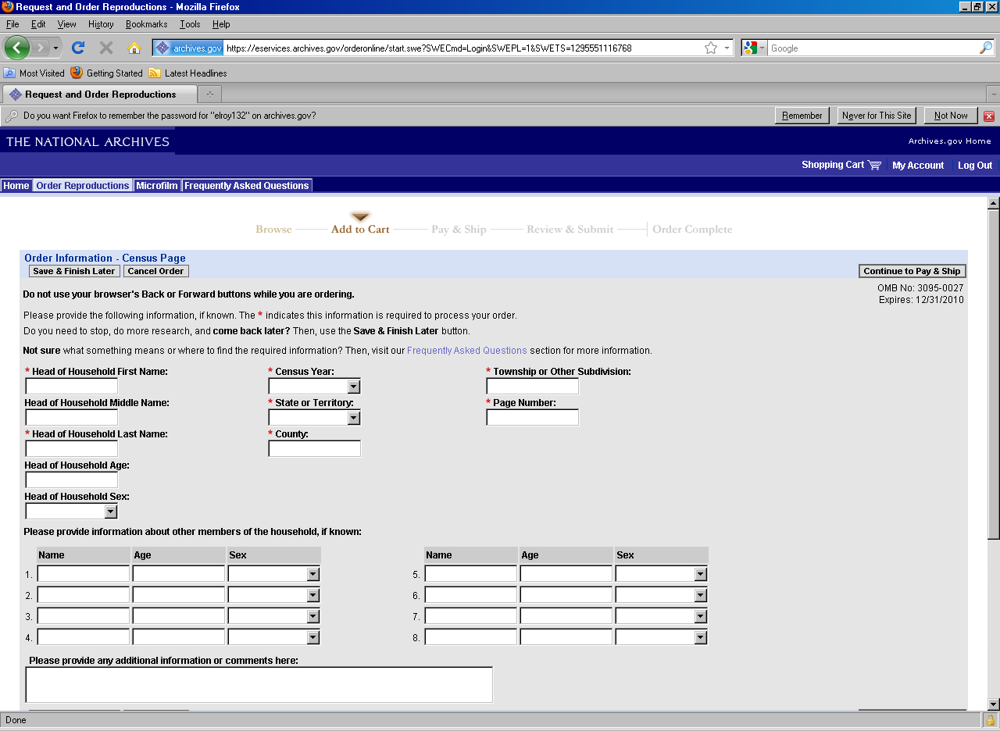 Request and Order Reproductions - Mozilla Firefox
File Edit View History Bookmarks Tools Help
archives.gov https://eservices.archives.gov/orderonline/start.swe?SWECmd=Login&SWEPL=1&SWETS=1295551116768 Google
Most Visited Getting Started Latest Headlines
Request and Order Reproductions
Do you want Firefox to remember the password for "elroy132" on archives.gov? Remember Never for This Site Not Now
THE NATIONAL ARCHIVES Archives.gov Home
Shopping Cart My Account Log Out
Home Order Reproductions Microfilm Frequently Asked Questions
Browse Add to Cart Pay & Ship Review & Submit Order Complete
Order Information - Census Page
Save & Finish Later Cancel Order Continue to Pay & Ship
OMB No: 3095-0027
Do not use your browser's Back or Forward buttons while you are ordering.
Expires: 12/31/2010
Please provide the following information, if known. The * indicates this information is required to process your order.
Do you need to stop, do more research, and come back later? Then, use the Save & Finish Later button.
Not sure what something means or where to find the required information? Then, visit our Frequently Asked Questions section for more information.
* Head of Household First Name: * Census Year: * Township or Other Subdivision:
Head of Household Middle Name: * State or Territory: * Page Number:
* Head of Household Last Name: * County:
Head of Household Age:
Head of Household Sex:
Please provide information about other members of the household, if known:
Name Age Sex Name Age Sex
1. 5.
2. 6.
3. 7.
4. 8.
Please provide any additional information or comments here:
Done